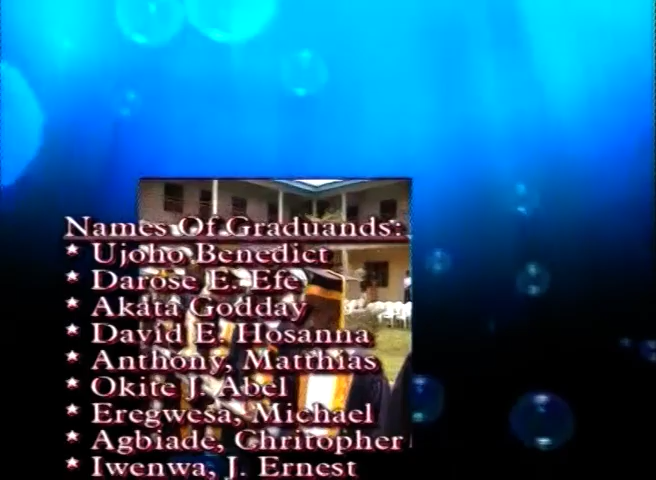 Names Of Graduands:
* Ujoho Benedict
* Darose E. Efe
* Akata Godday
* David E. Hosanna
* Anthony, Matthias
* Okite J. Abel
* Eregwesa, Michael
* Agbiade, Chritopher
* Iwenwa, J. Ernest